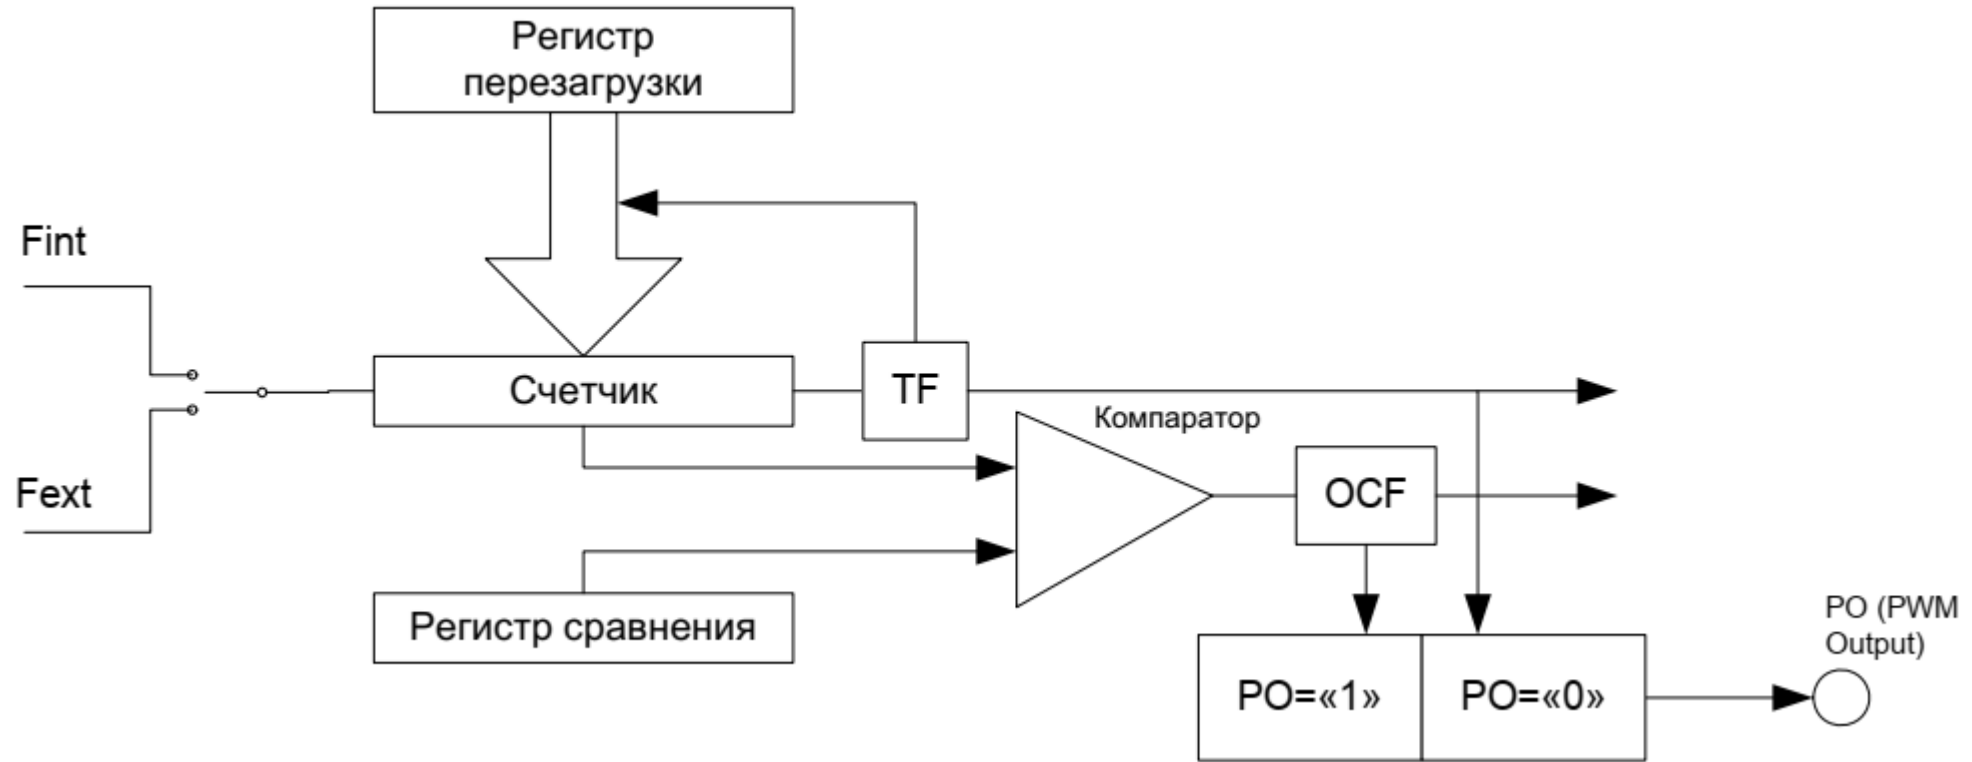 Регистр
перезагрузки
Fint
Счетчик
TF
Компаратор
Fext
OCF
Регистр сравнения
PO (PWM
Output)
PO=«1»
PO=«0»